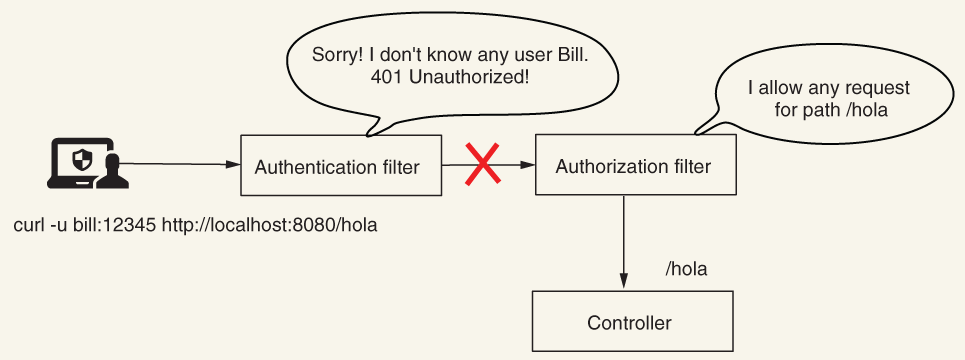 Sorry! I don't know any user Bill.
401 Unauthorized!
I allow any request
for path /hola
Authentication filter
Authorization filter
curl -u bill:12345 http://localhost:8080/hola
/hola
Controller